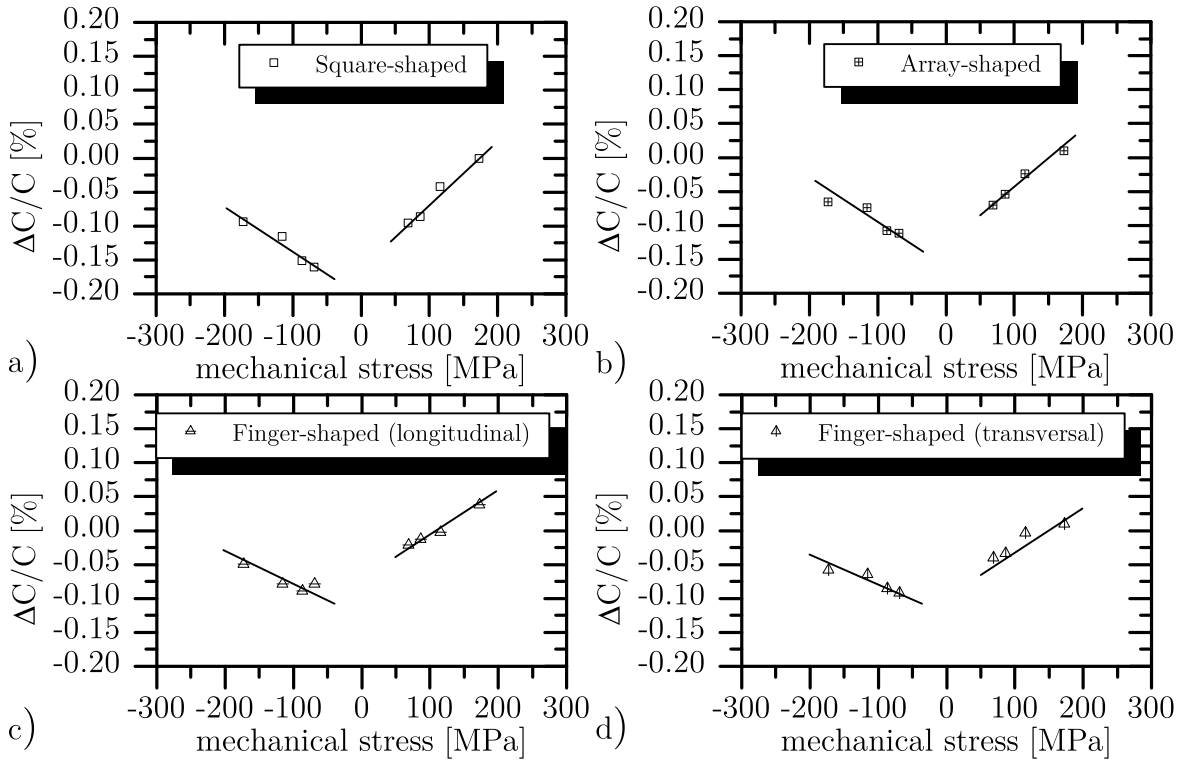 0.20
0.15
0.10
0.05
0.00
-0.05
-0.10
-0.15
-0.20
ΔC/C [%]
Square-shaped
-300 -200 -100 0 100 200 300
mechanical stress [MPa]
a)
0.20
0.15
0.10
0.05
0.00
-0.05
-0.10
-0.15
-0.20
ΔC/C [%]
Array-shaped
-300 -200 -100 0 100 200 300
mechanical stress [MPa]
b)
0.20
0.15
0.10
0.05
0.00
-0.05
-0.10
-0.15
-0.20
ΔC/C [%]
Finger-shaped (longitudinal)
-300 -200 -100 0 100 200 300
mechanical stress [MPa]
c)
0.20
0.15
0.10
0.05
0.00
-0.05
-0.10
-0.15
-0.20
ΔC/C [%]
Finger-shaped (transversal)
-300 -200 -100 0 100 200 300
mechanical stress [MPa]
d)